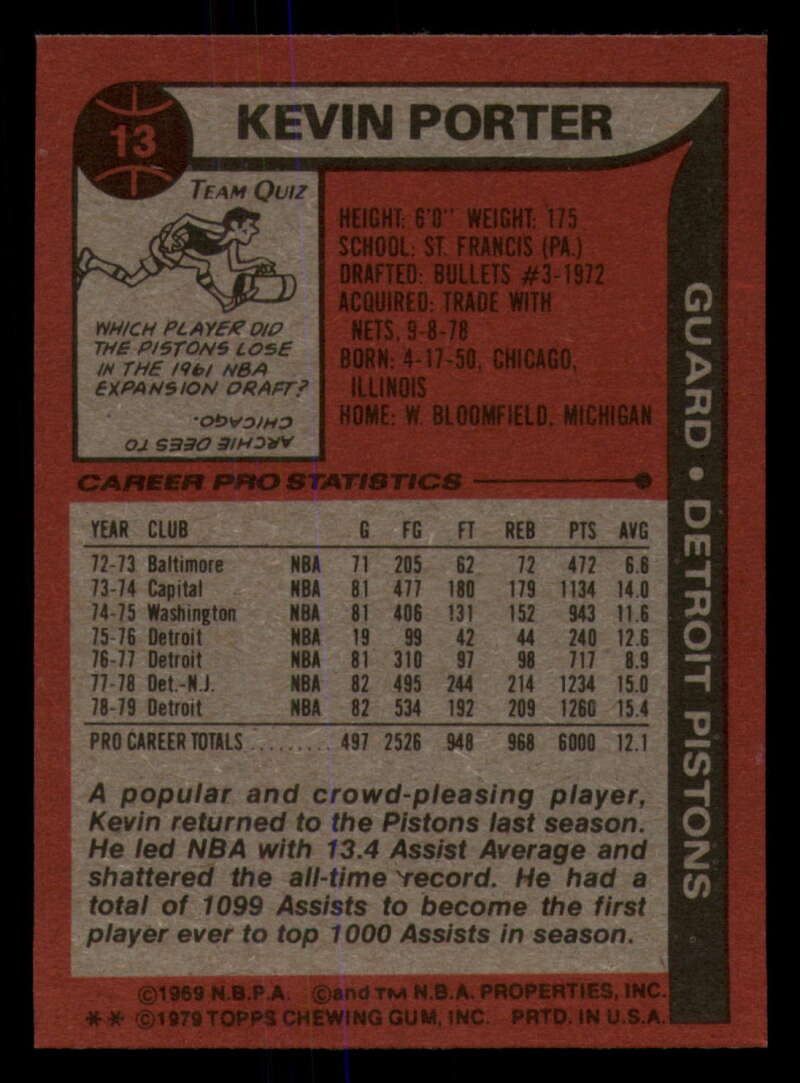 13
KEVIN PORTER
TEAM QUIZ
WHICH PLAYER DID
THE PISTONS LOSE
IN THE 1961 NBA
EXPANSION DRAFT?
ARCHIE DEES TO
CHICAGO.
HEIGHT: 6'0" WEIGHT: 175
SCHOOL: ST. FRANCIS (PA.)
DRAFTED: BULLETS #3-1972
ACQUIRED: TRADE WITH
NETS, 9-8-78
BORN: 4-17-50, CHICAGO,
ILLINOIS
HOME: W. BLOOMFIELD, MICHIGAN
GUARD • DETROIT PISTONS
CAREER PRO STATISTICS
YEAR CLUB G FG FT REB PTS AVG
72-73 Baltimore NBA 71 205 62 72 472 6.6
73-74 Capital NBA 81 477 180 179 1134 14.0
74-75 Washington NBA 81 406 131 152 943 11.6
75-76 Detroit NBA 19 99 42 44 240 12.6
76-77 Detroit NBA 81 310 97 98 717 8.9
77-78 Det.-N.J. NBA 82 495 244 214 1234 15.0
78-79 Detroit NBA 82 534 192 209 1260 15.4
PRO CAREER TOTALS ......... 497 2526 948 968 6000 12.1
A popular and crowd-pleasing player,
Kevin returned to the Pistons last season.
He led NBA with 13.4 Assist Average and
shattered the all-time record. He had a
total of 1099 Assists to become the first
player ever to top 1000 Assists in season.
©1969 N.B.P.A. ©and TM N.B.A. PROPERTIES, INC.
** ©1979 TOPPS CHEWING GUM, INC. PRTD. IN U.S.A.